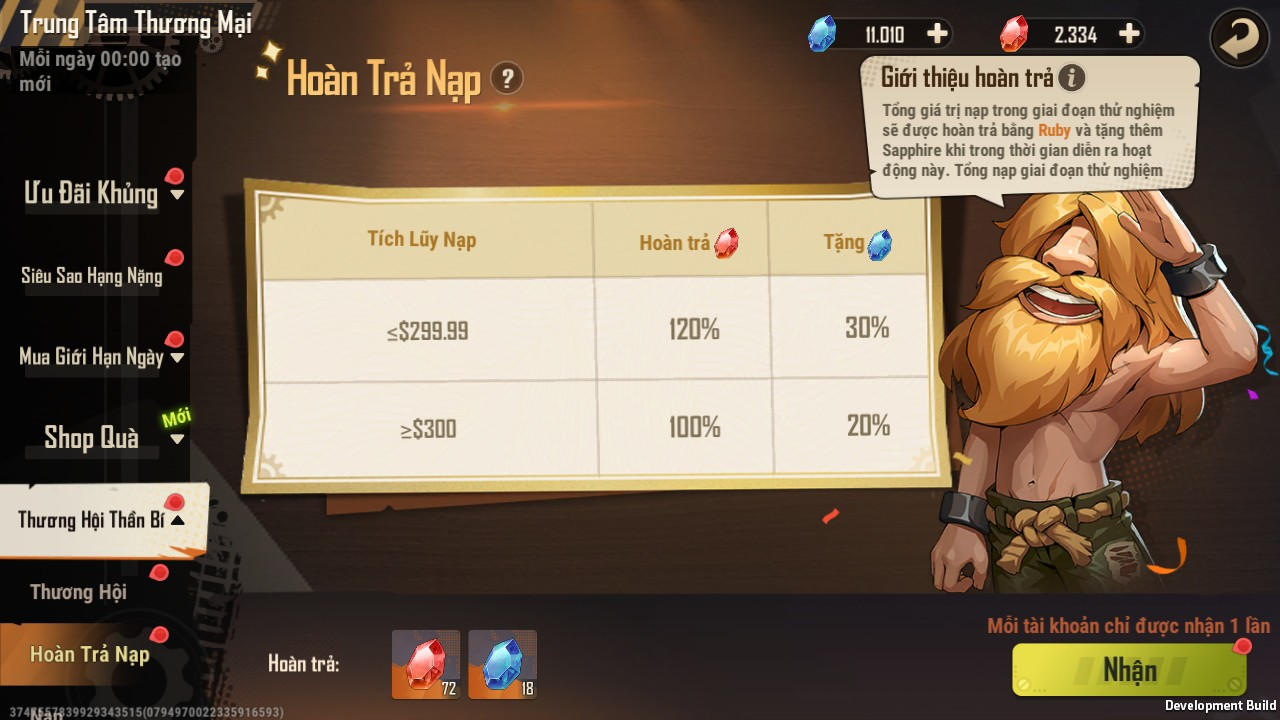 Trung Tâm Thương Mại
Mỗi ngày 00:00 tạo
mới
Hoàn Trả Nạp ?
11.010
2.334
Giới thiệu hoàn trả
Tổng giá trị nạp trong giai đoạn thử nghiệm
sẽ được hoàn trả bằng Ruby và tặng thêm
Sapphire khi trong thời gian diễn ra hoạt
động này. Tổng nạp giai đoạn thử nghiệm
Ưu Đãi Khủng
Siêu Sao Hạng Nặng
Mua Giới Hạn Ngày
Mới
Shop Quà
Thương Hội Thần Bí
Thương Hội
Hoàn Trả Nạp
Tích Lũy Nạp Hoàn trả Tặng
≤$299.99 120% 30%
≥$300 100% 20%
Hoàn trả: 72 18
Mỗi tài khoản chỉ được nhận 1 lần
Nhận
Development Build